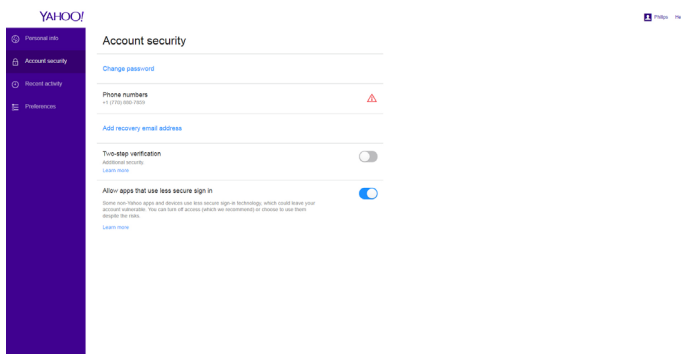 YAHOO!
Philips He
Personal info
Account security
Recent activity
Preferences
Account security
Change password
Phone numbers
Add recovery email address
Two-step verification
Additional security
Learn more
Allow apps that use less secure sign in
Some non-Yahoo apps and devices use less secure sign-in technology, which could leave your
account vulnerable. You can turn off access (which we recommend) or choose to use them
despite the risks.
Learn more